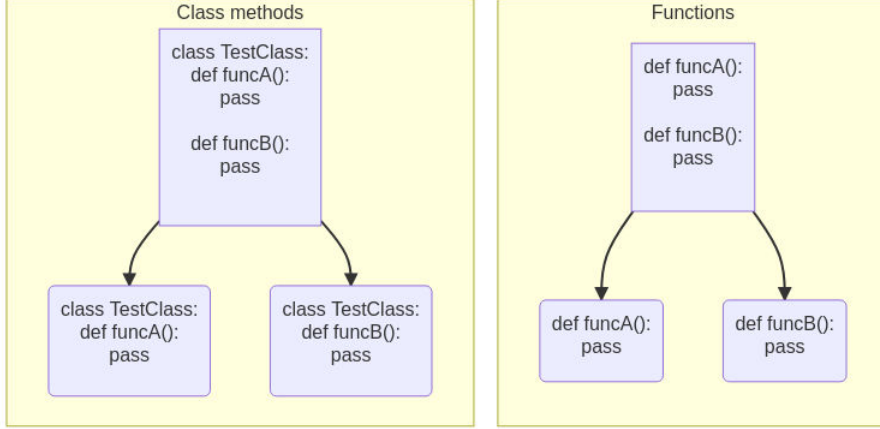 Class methods
class TestClass:
def funcA():
pass
def funcB():
pass
class TestClass:
def funcA():
pass
class TestClass:
def funcB():
pass
Functions
def funcA():
pass
def funcB():
pass
def funcA():
pass
def funcB():
pass